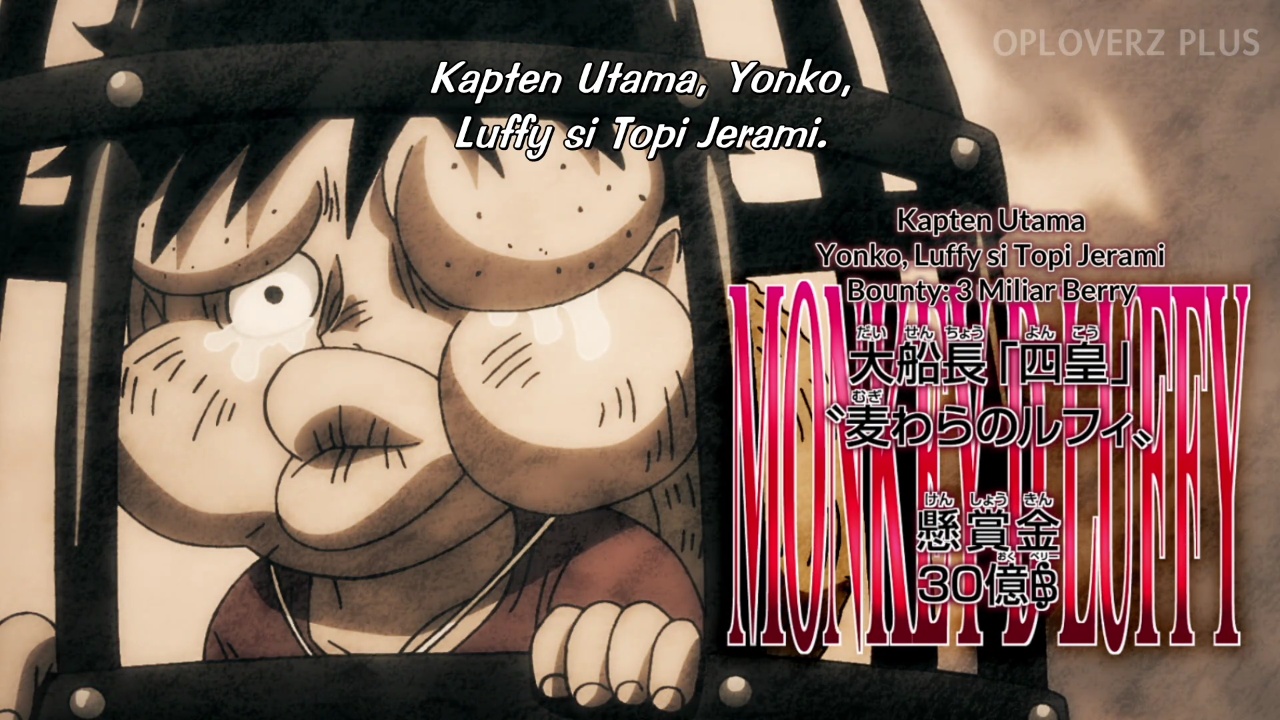 OPLOVERZ PLUS
Kapten Utama, Yonko,
Luffy si Topi Jerami.
Kapten Utama
Yonko, Luffy si Topi Jerami
Bounty: 3 Miliar Berry
MONKEY D LUFFY
だい せん ちょう よん こう
大船長「四皇」
むぎ
〝麦わらのルフィ〟
けん しょう きん
懸賞金
おく ベリー
30億฿